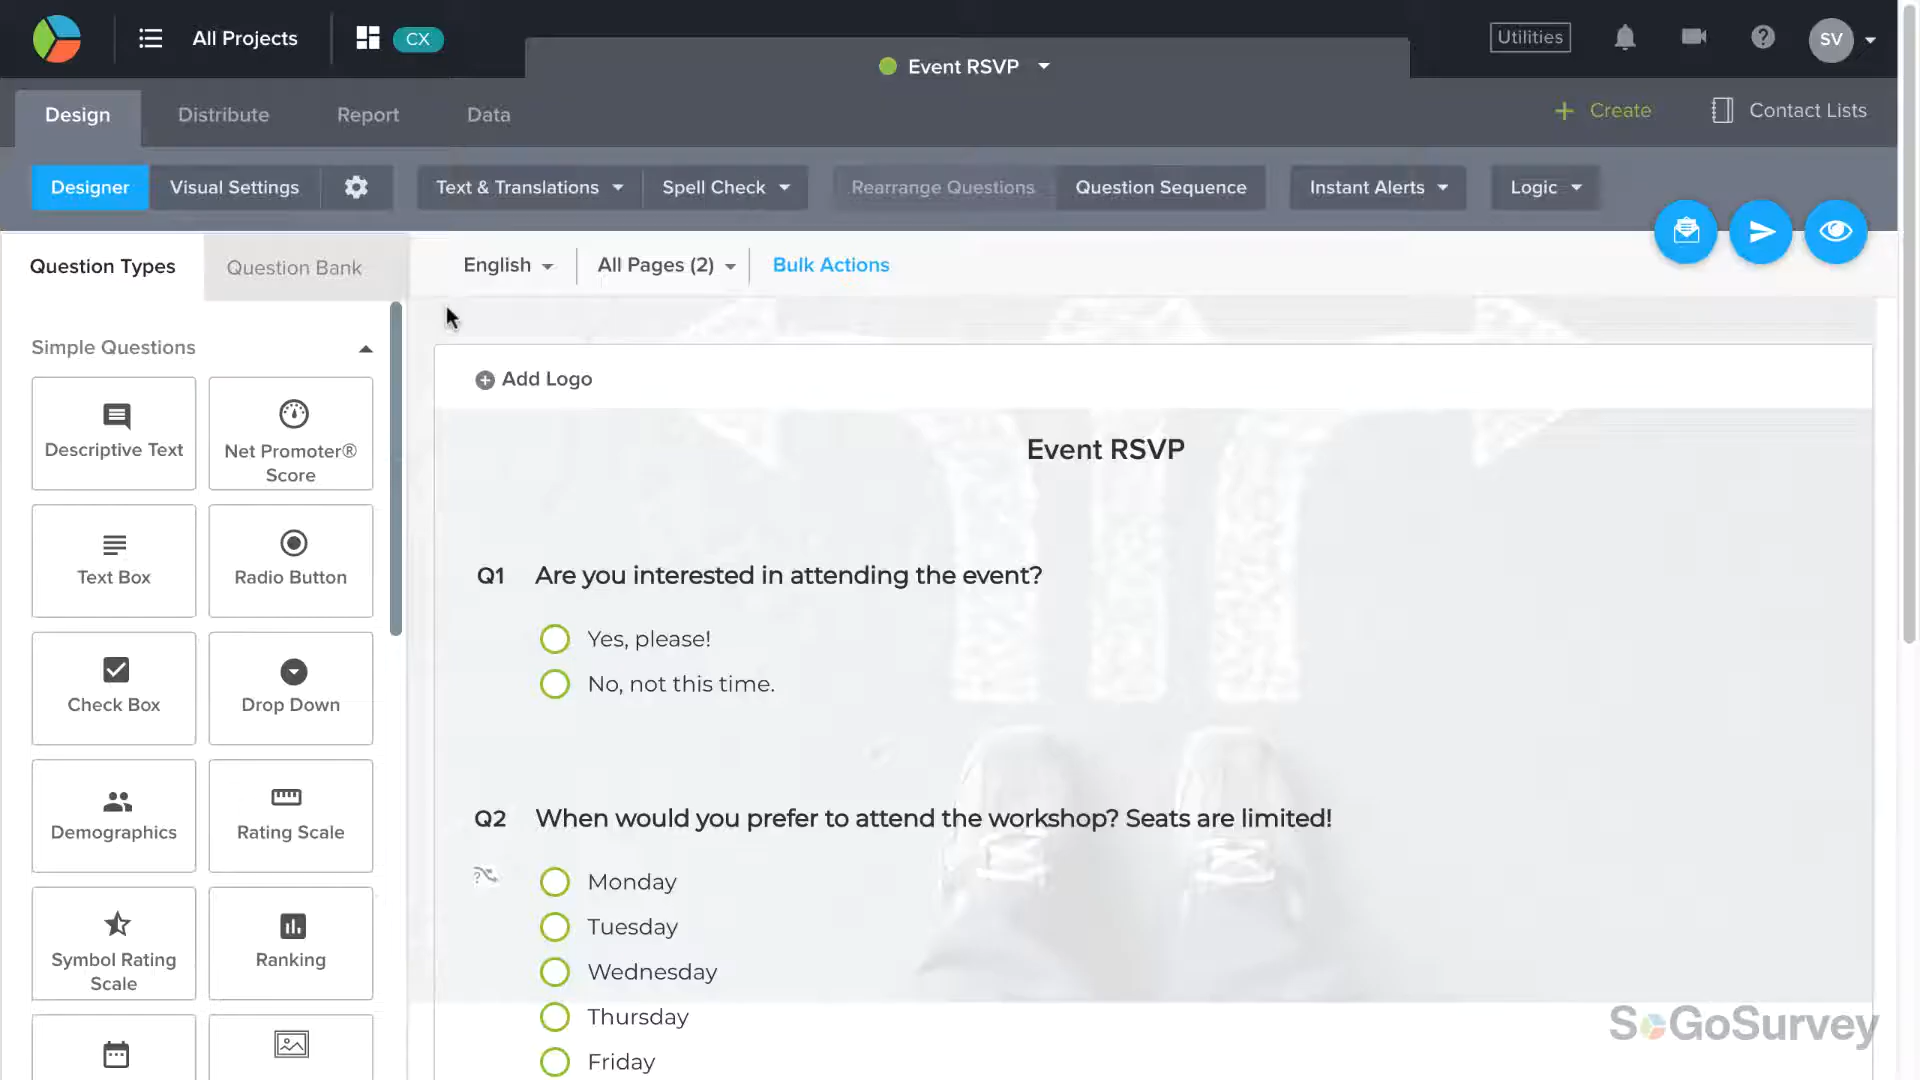 All Projects
CX
Event RSVP
Utilities
SV
Design
Distribute
Report
Data
Create
Contact Lists
Designer
Visual Settings
Text & Translations
Spell Check
Rearrange Questions
Question Sequence
Instant Alerts
Logic
Question Types
Question Bank
English
All Pages (2)
Bulk Actions
Simple Questions
Descriptive Text
Net Promoter®
Score
Text Box
Radio Button
Check Box
Drop Down
Demographics
Rating Scale
Symbol Rating
Scale
Ranking
Add Logo
Event RSVP
Q1 Are you interested in attending the event?
Yes, please!
No, not this time.
Q2 When would you prefer to attend the workshop? Seats are limited!
Monday
Tuesday
Wednesday
Thursday
Friday
SoGoSurvey